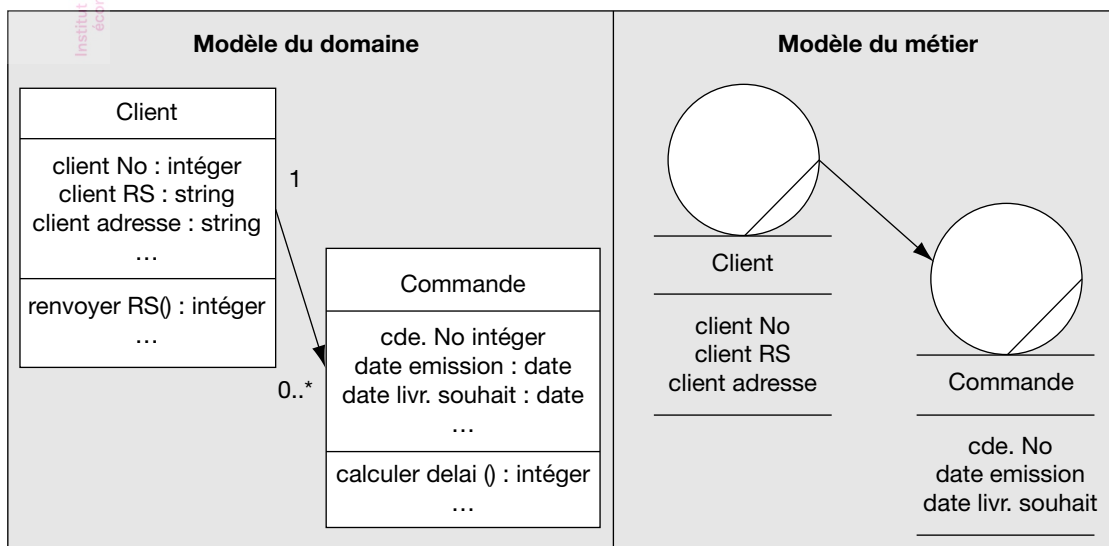 Institut
écon
Modèle du domaine
Client
client No : intéger
client RS : string
client adresse : string
…
renvoyer RS() : intéger
…
1
0..*
Commande
cde. No intéger
date emission : date
date livr. souhait : date
…
calculer delai () : intéger
…
Modèle du métier
Client
client No
client RS
client adresse
Commande
cde. No
date emission
date livr. souhait